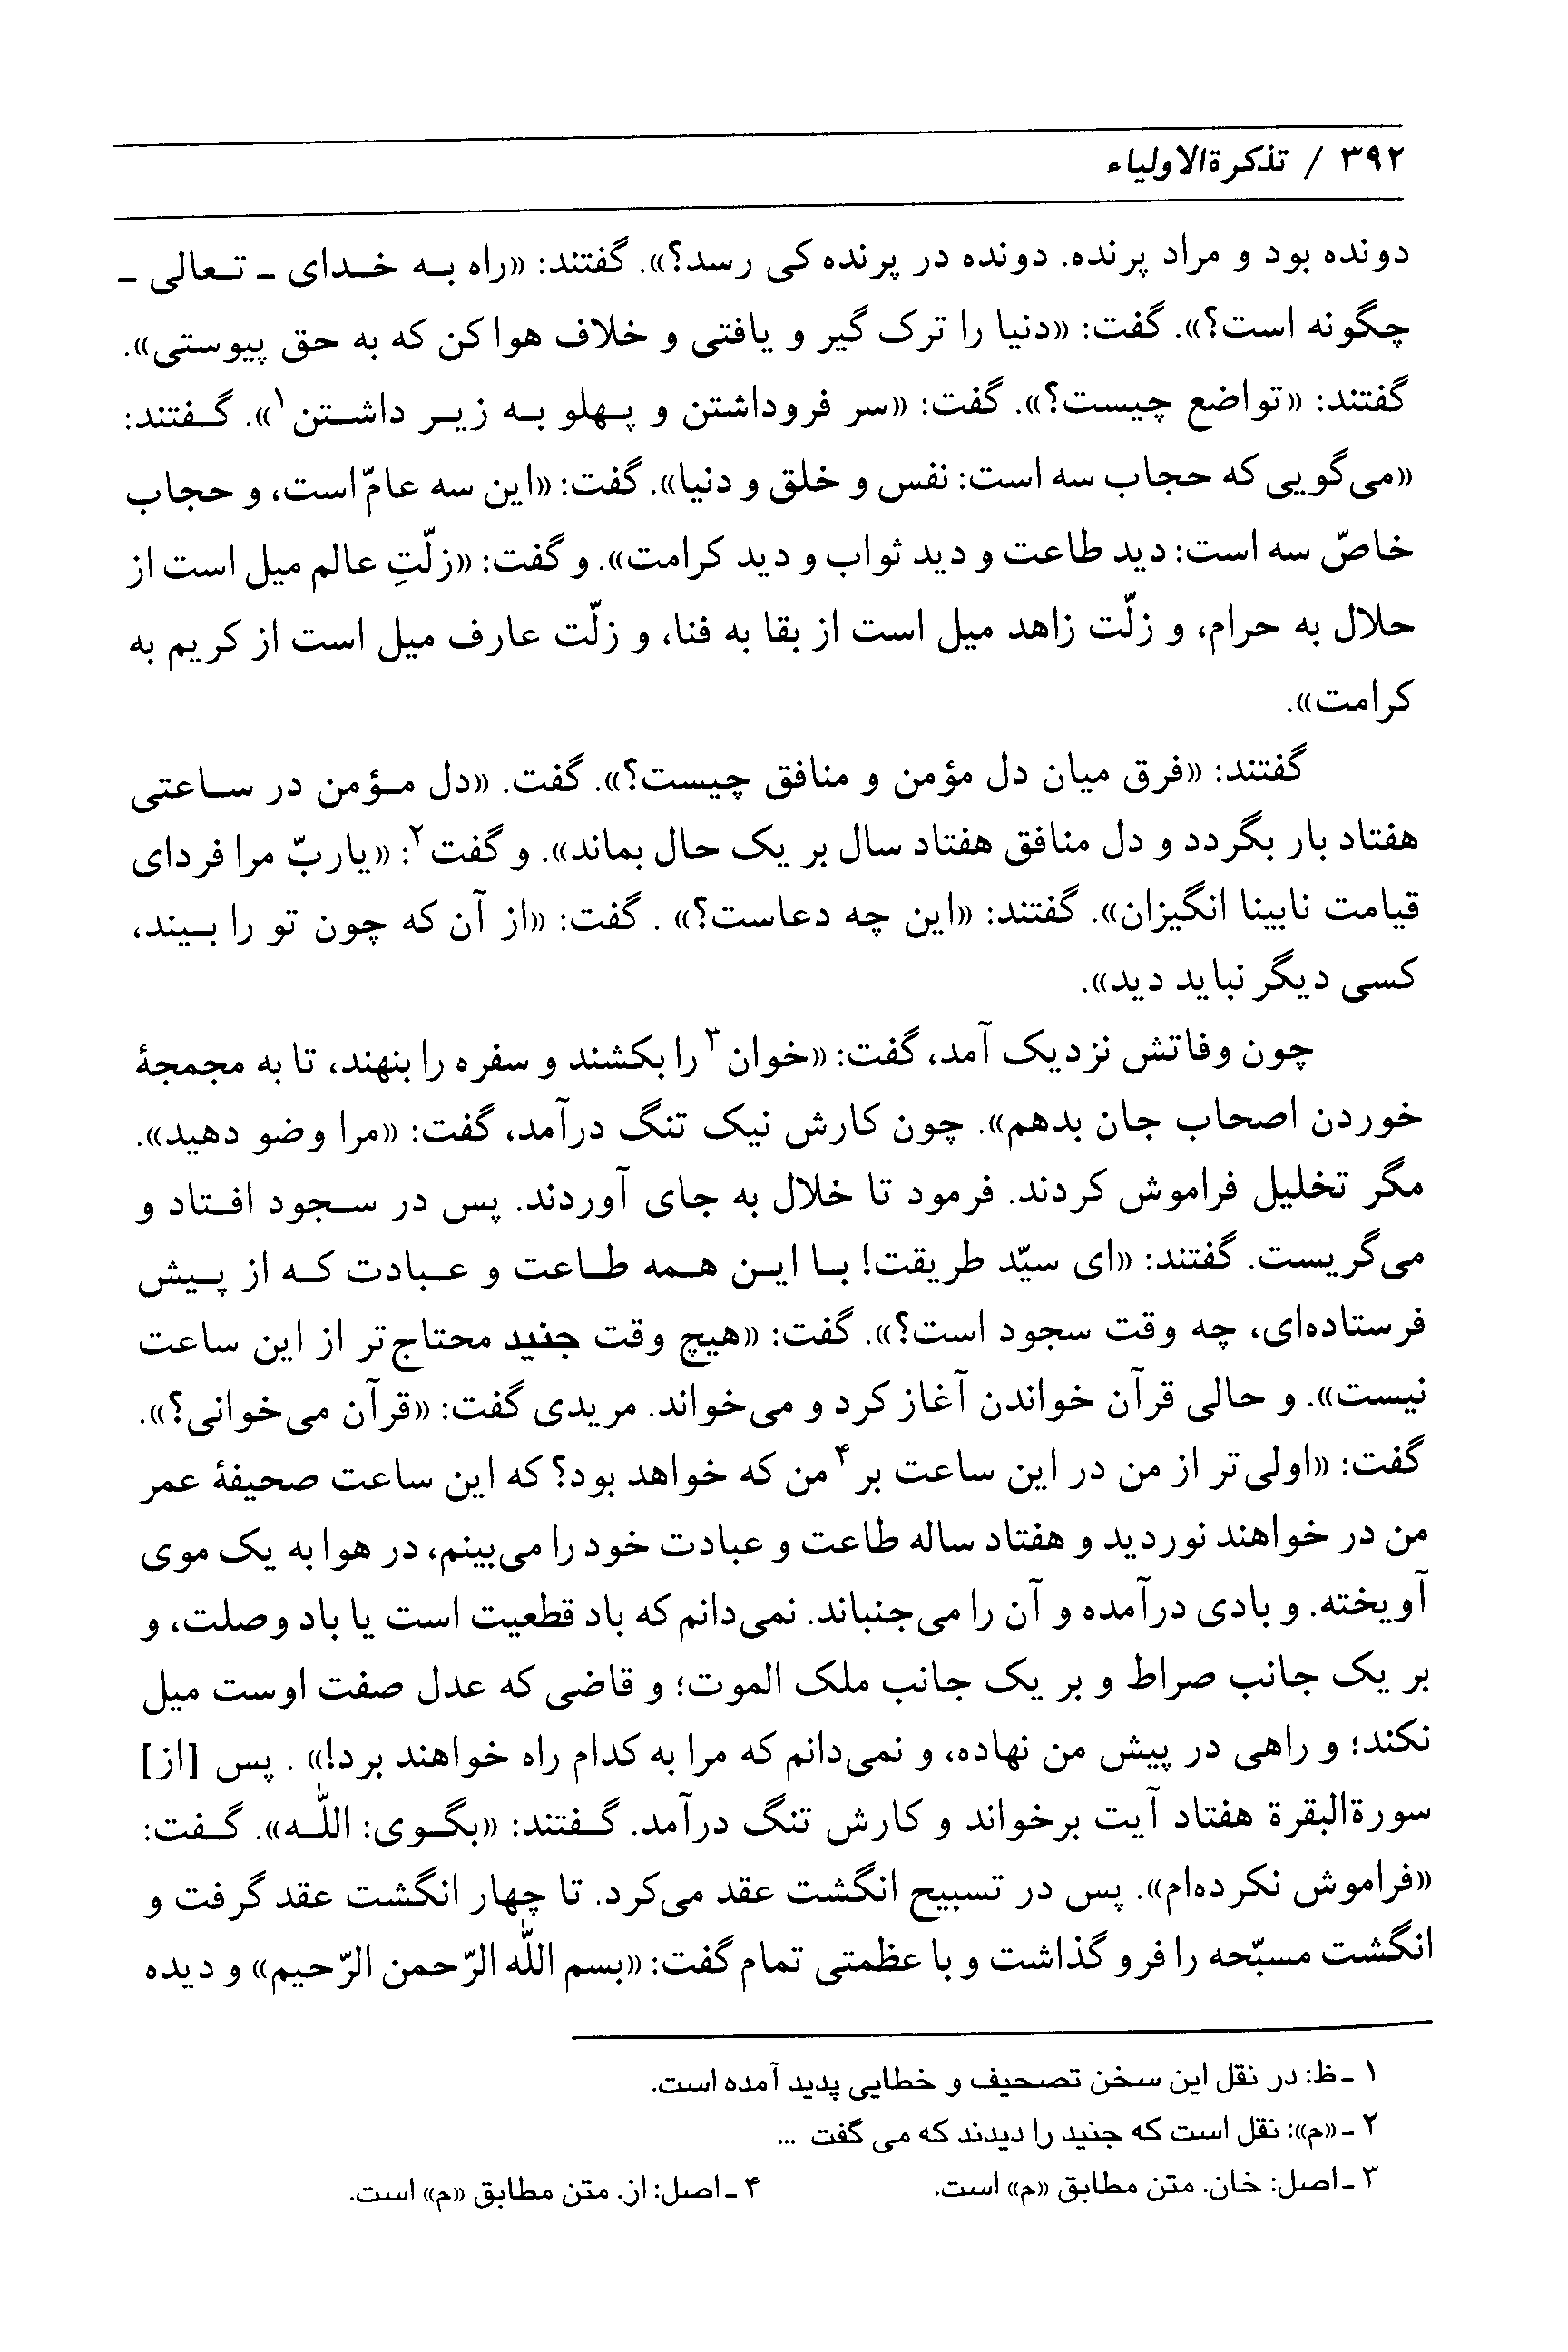 ۳۹۲ / تذکرةالاولیاء
دونده بود و مراد پرنده. دونده در پرنده کی رسد؟». گفتند: «راه به خدای ـ تعالی ـ
چگونه است؟». گفت: «دنیا را ترک گیر و یافتی و خلاف هوا کن که به حق پیوستی».
گفتند: «تواضع چیست؟». گفت: «سر فروداشتن و پهلو به زیر داشتن۱». گفتند:
«می‌گویی که حجاب سه است: نفس و خلق و دنیا». گفت: «این سه عامّ است، و حجاب
خاصّ سه است: دید طاعت و دید ثواب و دید کرامت». و گفت: «زلّتِ عالم میل است از
حلال به حرام، و زلّت زاهد میل است از بقا به فنا، و زلّت عارف میل است از کریم به
کرامت».
گفتند: «فرق میان دل مؤمن و منافق چیست؟». گفت. «دل مؤمن در ساعتی
هفتاد بار بگردد و دل منافق هفتاد سال بر یک حال بماند». و گفت۲: «یاربّ مرا فردای
قیامت نابینا انگیزان». گفتند: «این چه دعاست؟» . گفت: «از آن که چون تو را بیند،
کسی دیگر نباید دید».
چون وفاتش نزدیک آمد، گفت: «خوان۳ را بکشند و سفره را بنهند، تا به مجمجۀ
خوردن اصحاب جان بدهم». چون کارش نیک تنگ درآمد، گفت: «مرا وضو دهید».
مگر تخلیل فراموش کردند. فرمود تا خلال به جای آوردند. پس در سجود افتاد و
می‌گریست. گفتند: «ای سیّد طریقت! با این همه طاعت و عبادت که از پیش
فرستاده‌ای، چه وقت سجود است؟». گفت: «هیچ وقت جنید محتاج‌تر از این ساعت
نیست». و حالی قرآن خواندن آغاز کرد و می‌خواند. مریدی گفت: «قرآن می‌خوانی؟».
گفت: «اولی‌تر از من در این ساعت بر۴ من که خواهد بود؟ که این ساعت صحیفۀ عمر
من در خواهند نوردید و هفتاد ساله طاعت و عبادت خود را می‌بینم، در هوا به یک موی
آویخته. و بادی درآمده و آن را می‌جنباند. نمی‌دانم که باد قطعیت است یا باد وصلت، و
بر یک جانب صراط و بر یک جانب ملک الموت؛ و قاضی که عدل صفت اوست میل
نکند؛ و راهی در پیش من نهاده، و نمی‌دانم که مرا به کدام راه خواهند برد!» . پس [از]
سورةالبقرة هفتاد آیت برخواند و کارش تنگ درآمد. گفتند: «بگوی: اللّٰه». گفت:
«فراموش نکرده‌ام». پس در تسبیح انگشت عقد می‌کرد. تا چهار انگشت عقد گرفت و
انگشت مسبّحه را فرو گذاشت و با عظمتی تمام گفت: «بسم اللّٰه الرّحمن الرّحیم» و دیده
۱ ـ ظ: در نقل این سخن تصحیف و خطایی پدید آمده است.
۲ ـ «م»: نقل است که جنید را دیدند که می گفت ...
۳ ـ اصل: خان. متن مطابق «م» است.
۴ ـ اصل: از. متن مطابق «م» است.